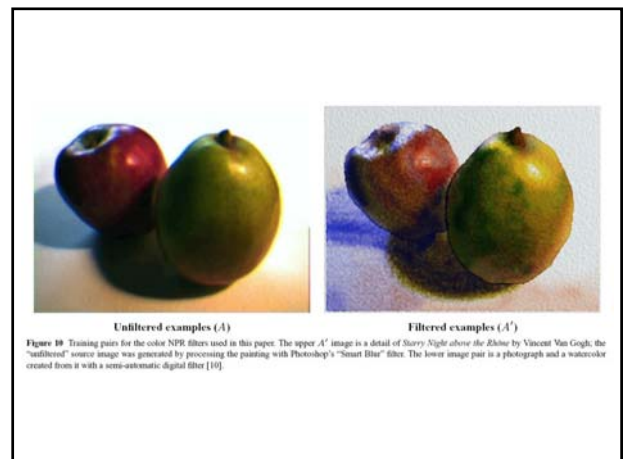 Unfiltered examples (A) Filtered examples (A′)
Figure 10 Training pairs for the color NPR filters used in this paper. The upper A′ image is a detail of Starry Night above the Rhône by Vincent Van Gogh; the
"unfiltered" source image was generated by processing the painting with Photoshop's "Smart Blur" filter. The lower image pair is a photograph and a watercolor
created from it with a semi-automatic digital filter [10].